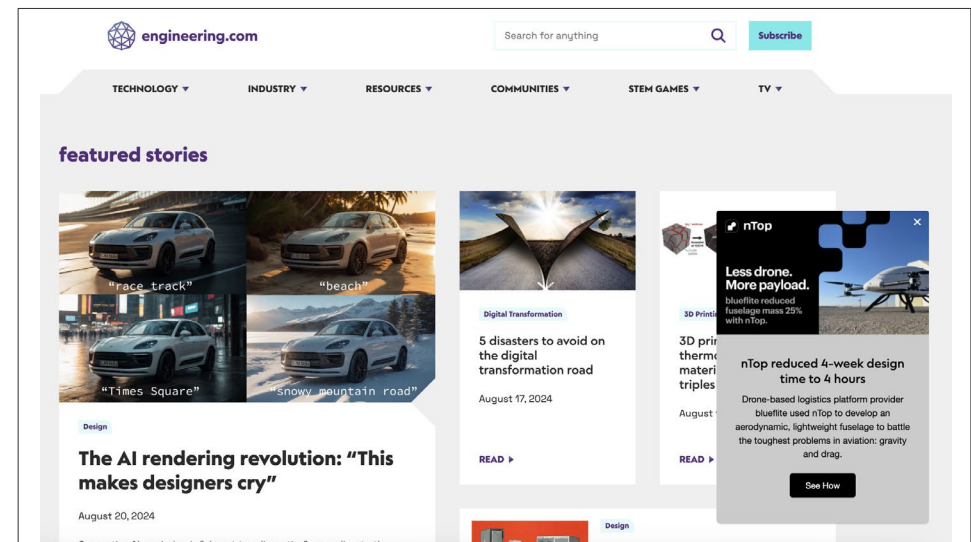 engineering.com
Search for anything
Subscribe
TECHNOLOGY
INDUSTRY
RESOURCES
COMMUNITIES
STEM GAMES
TV
featured stories
“race track”
“beach”
“Times Square”
“snowy mountain road”
Design
The AI rendering revolution: “This
makes designers cry”
August 20, 2024
Digital Transformation
5 disasters to avoid on
the digital
transformation road
August 17, 2024
READ
3D
3D
triples
August
READ
nTop
Less drone.
More payload.
blueflite reduced
fuselage mass 25%
with nTop.
nTop reduced 4-week design
time to 4 hours
Drone-based logistics platform provider
blueflite used nTop to develop an
aerodynamic, lightweight fuselage to battle
the toughest problems in aviation: gravity
and drag.
See How
Design